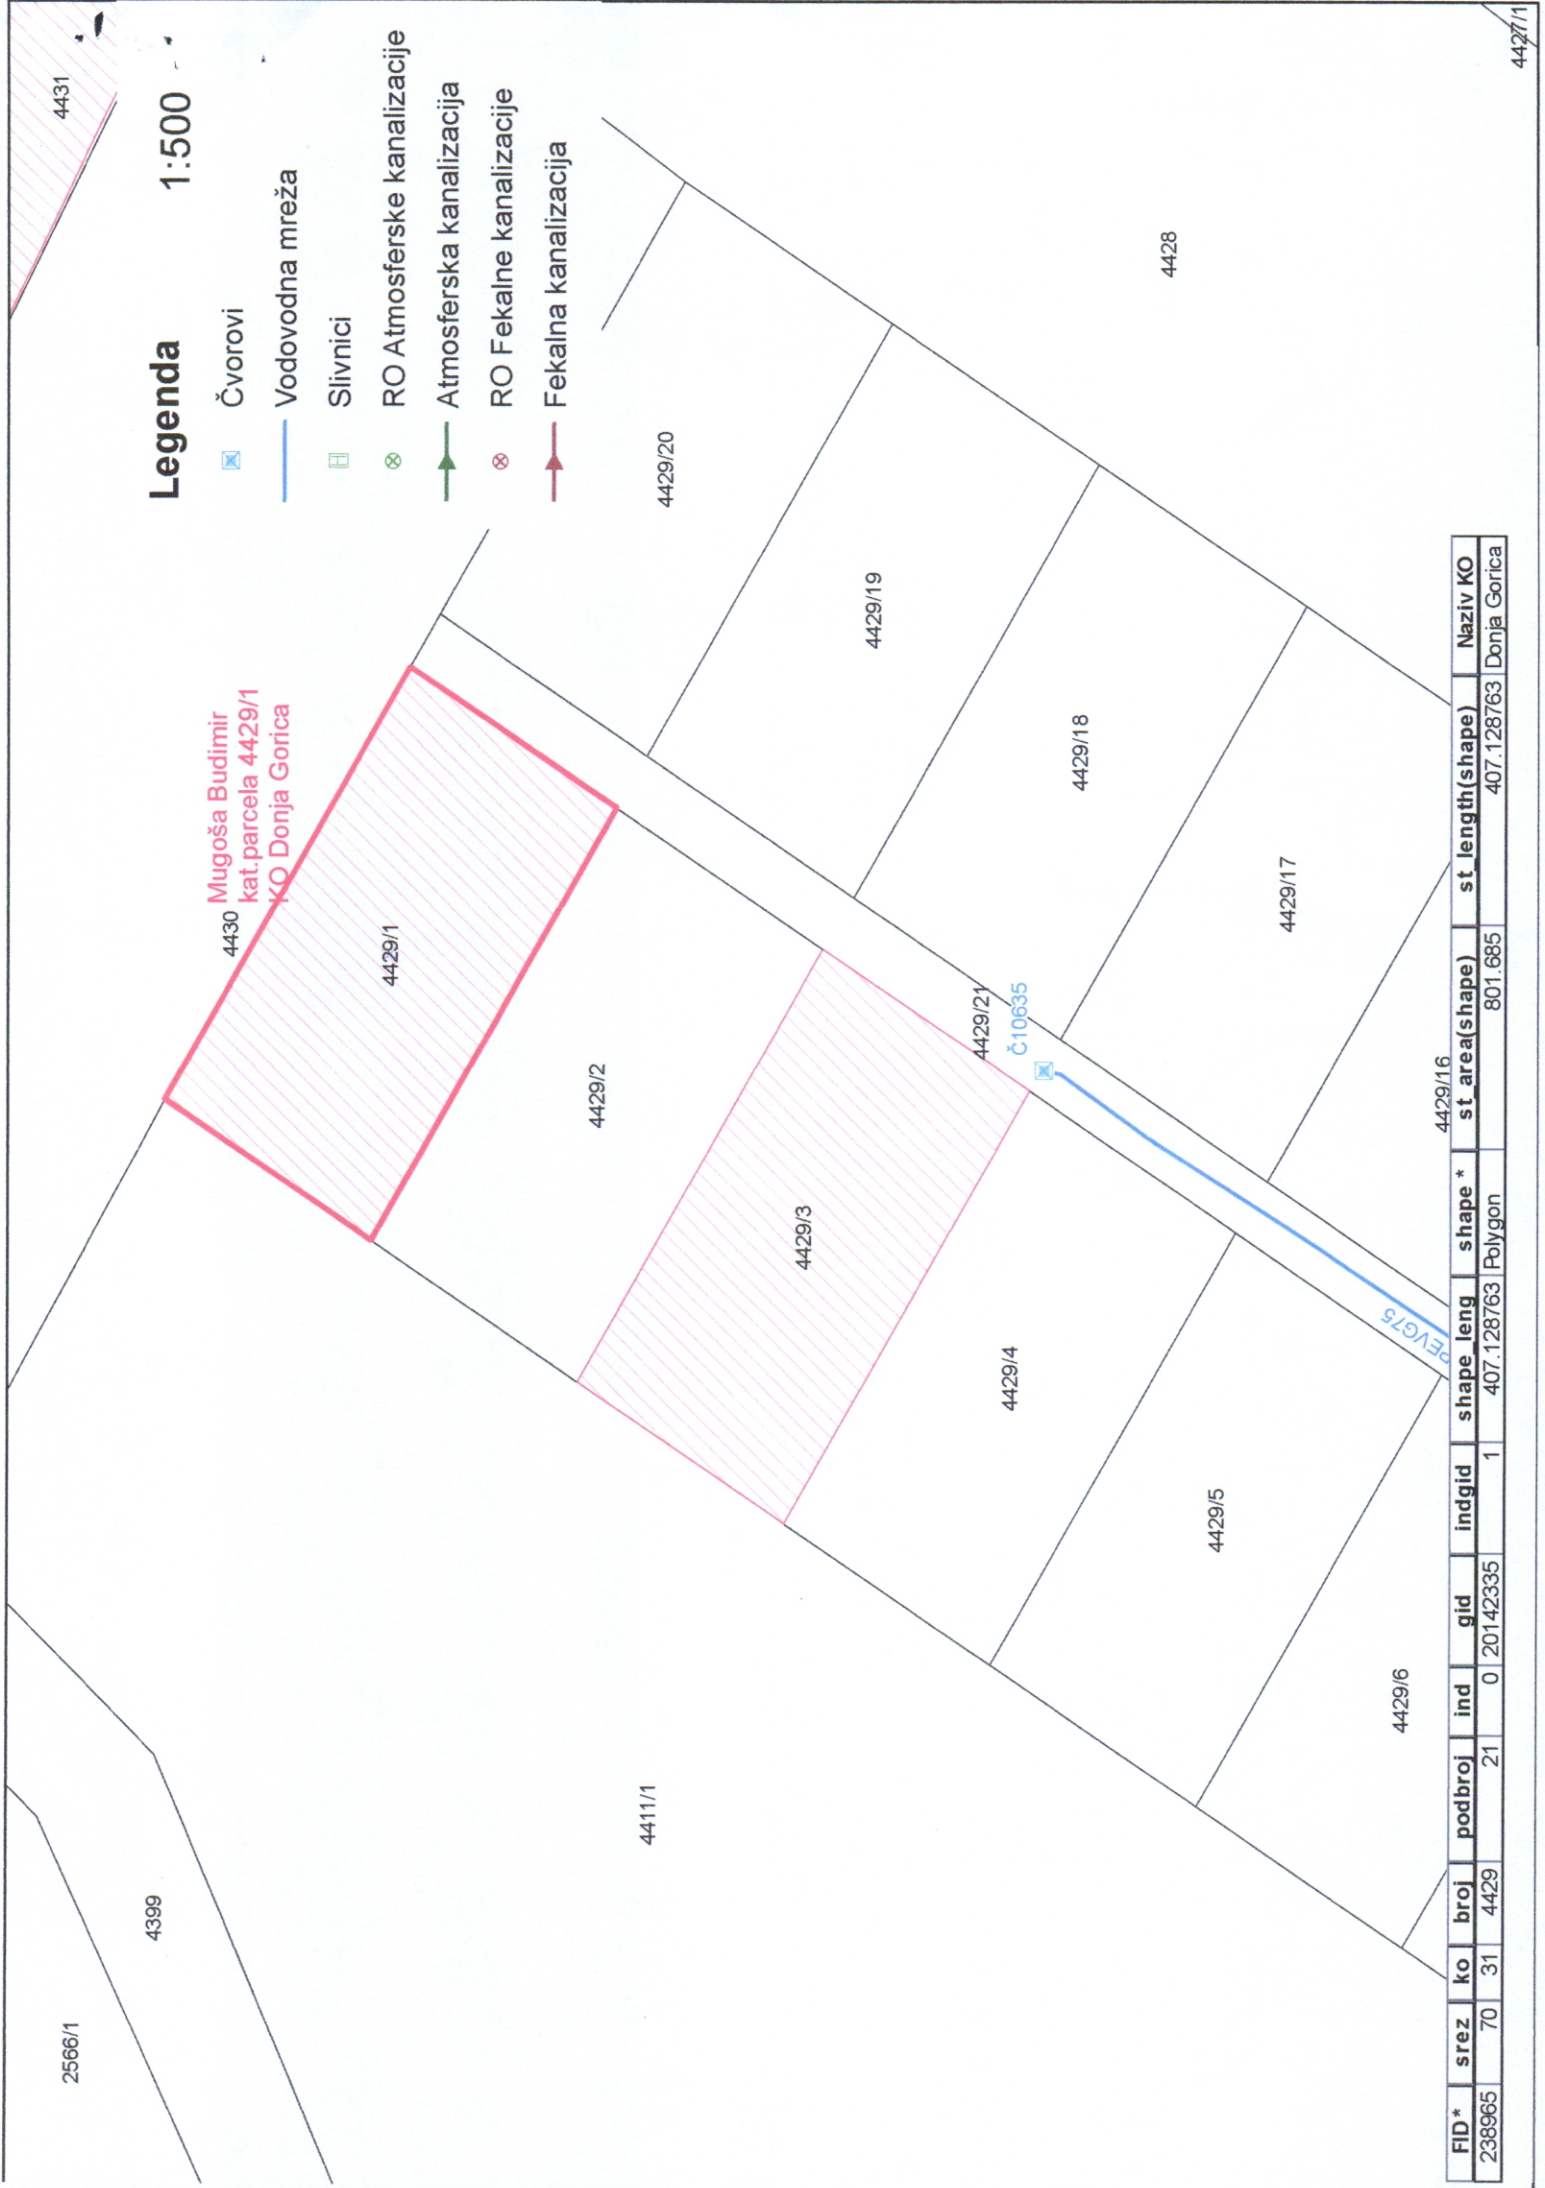 4431
Legenda 1:500
Čvorovi
Vodovodna mreža
Slivnici
RO Atmosferske kanalizacije
Atmosferska kanalizacija
RO Fekalne kanalizacije
Fekalna kanalizacija
Mugoša Budimir
kat.parcela 4429/1
KO Donja Gorica
4430
4429/1
4429/2
4429/3
4429/4
4429/5
4429/6
4429/20
4429/19
4429/18
4429/17
4429/16
4429/21
Č10635
PEVG75
4428
4427/1
2566/1
4399
4411/1
FID* srez ko broj podbroj ind gid indgid shape_leng shape * st_area(shape) st_length(shape) Naziv KO
238965 70 31 4429 21 0 20142335 1 407.128763 Polygon 801.685 407.128763 Donja Gorica